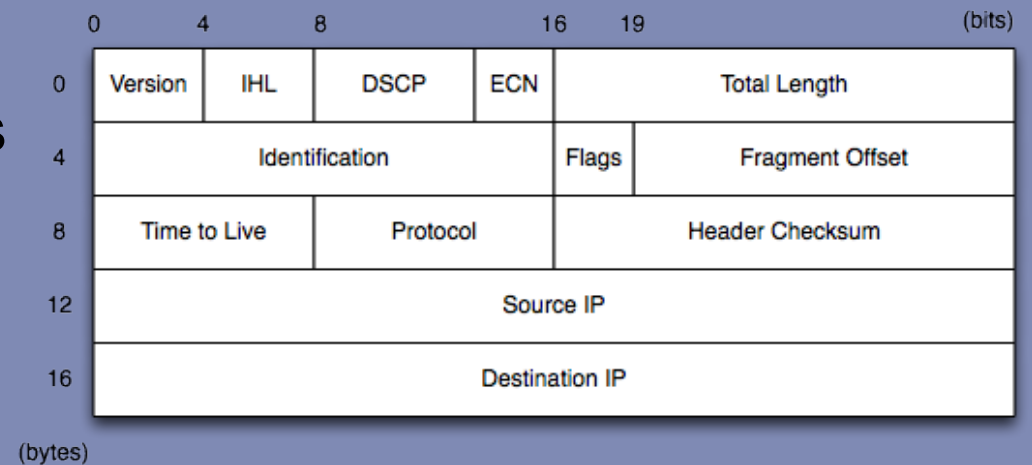 0 4 8 16 19 (bits)
0 Version IHL DSCP ECN Total Length
s
4 Identification Flags Fragment Offset
8 Time to Live Protocol Header Checksum
12 Source IP
16 Destination IP
(bytes)